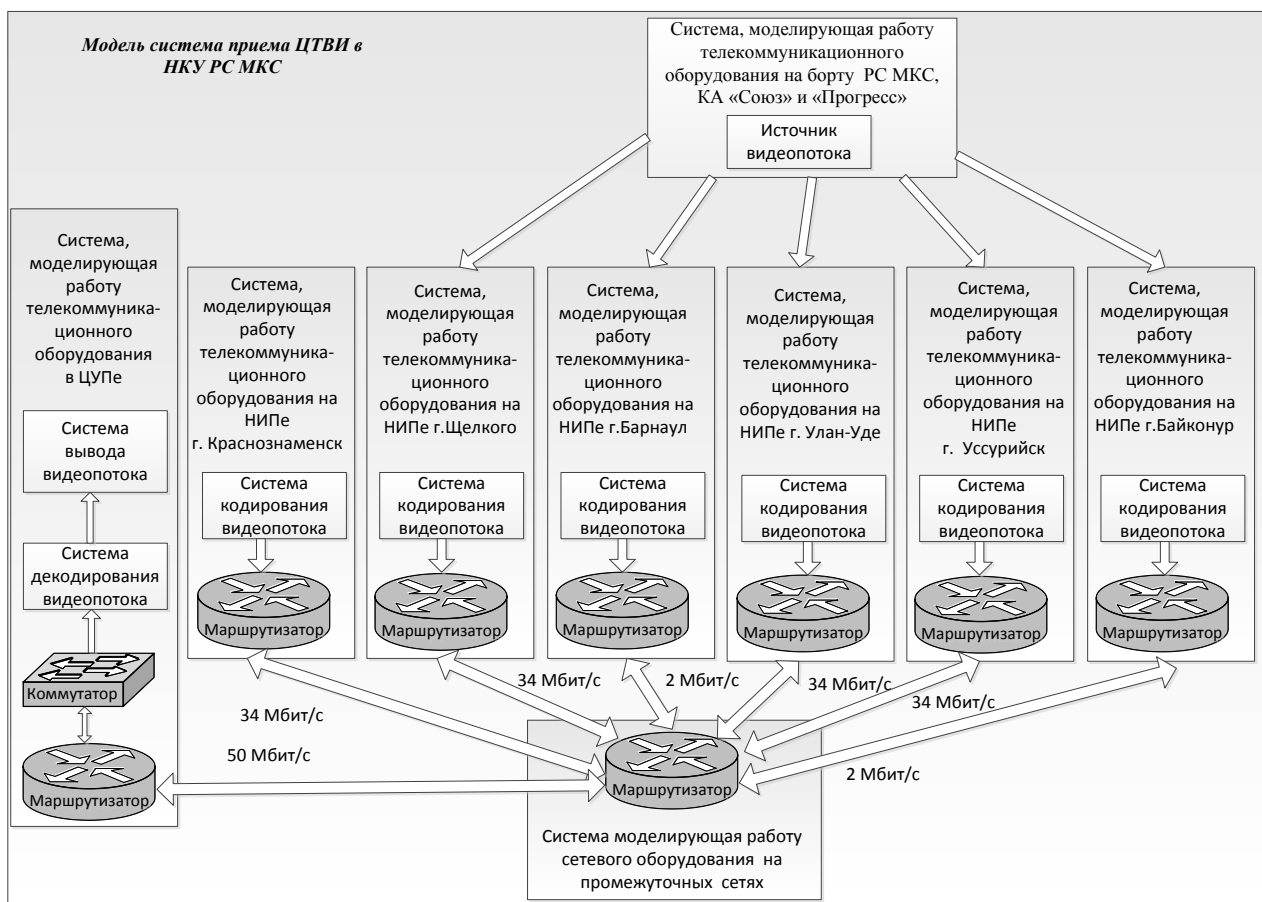 Модель система приема ЦТВИ в
НКУ РС МКС
Система, моделирующая работу
телекоммуникационного
оборудования на борту РС МКС,
КА «Союз» и «Прогресс»
Источник
видеопотока
Система,
моделирующая
работу
телекоммуника-
ционного
оборудования
в ЦУПе
Система
вывода
видеопотока
Система
декодирования
видеопотока
Коммутатор
Маршрутизатор
Система,
моделирующая
работу
телекоммуника-
ционного
оборудования на
НИПе
г. Краснознаменск
Система
кодирования
видеопотока
Маршрутизатор
Система,
моделирующая
работу
телекоммуника-
ционного
оборудования на
НИПе г.Щелкого
Система
кодирования
видеопотока
Маршрутизатор
Система,
моделирующая
работу
телекоммуника-
ционного
оборудования на
НИПе г.Барнаул
Система
кодирования
видеопотока
Маршрутизатор
Система,
моделирующая
работу
телекоммуника-
ционного
оборудования на
НИПе г. Улан-Уде
Система
кодирования
видеопотока
Маршрутизатор
Система,
моделирующая
работу
телекоммуника-
ционного
оборудования на
НИПе
г. Уссурийск
Система
кодирования
видеопотока
Маршрутизатор
Система,
моделирующая
работу
телекоммуника-
ционного
оборудования на
НИПе г.Байконур
Система
кодирования
видеопотока
Маршрутизатор
34 Мбит/с
2 Мбит/с
34 Мбит/с
34 Мбит/с
34 Мбит/с
50 Мбит/с
2 Мбит/с
Маршрутизатор
Система моделирующая работу
сетевого оборудования на
промежуточных сетях